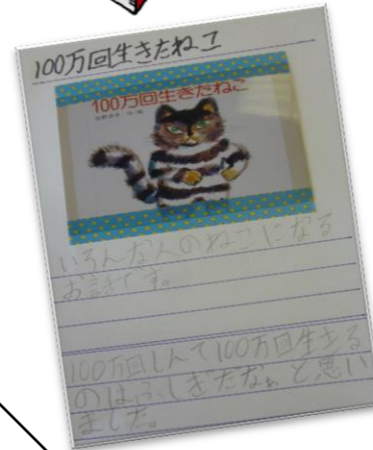 100万回生きたねこ
100万回生きたねこ
いろんな人のねこになる
お話です。
100万回しんで100万回生きる
のはふしぎだなぁと思い
ました。